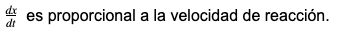 dx/dt es proporcional a la velocidad de reacción.